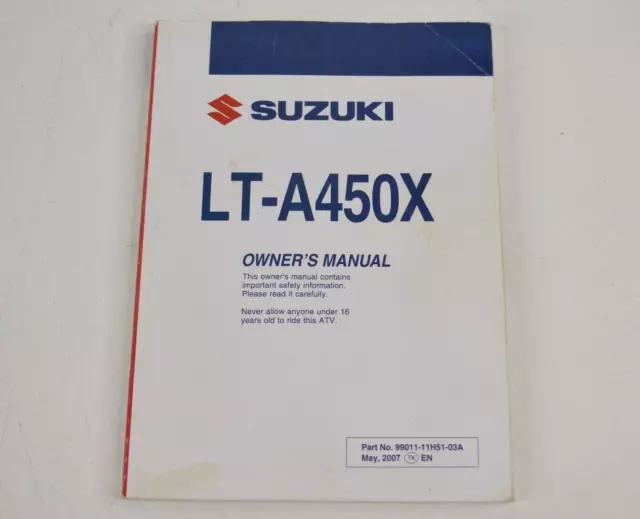 SUZUKI
LT-A450X
OWNER'S MANUAL
This owner's manual contains
important safety information.
Please read it carefully.
Never allow anyone under 16
years old to ride this ATV.
Part No. 99011-11H51-03A
May, 2007 TK EN